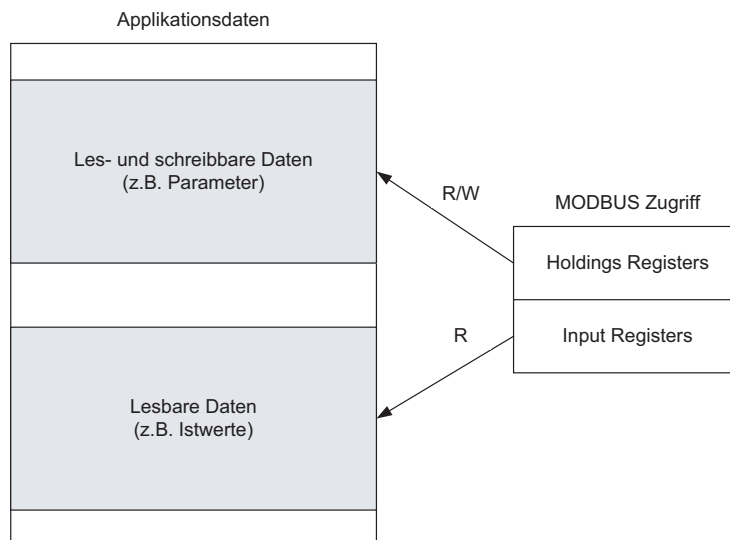 Applikationsdaten
Les- und schreibbare Daten
(z.B. Parameter)
R/W
MODBUS Zugriff
Holdings Registers
R
Input Registers
Lesbare Daten
(z.B. Istwerte)